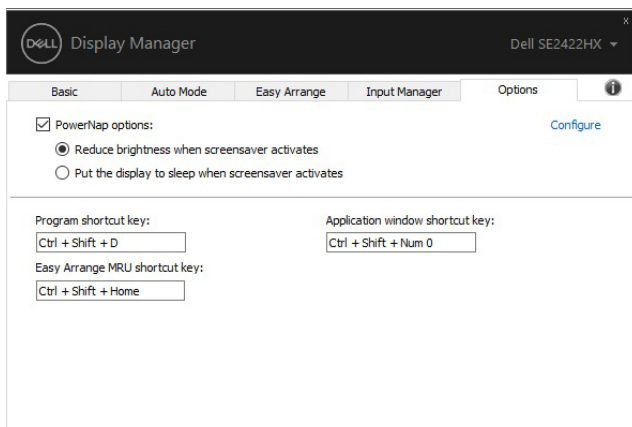 x
DELL Display Manager
Dell SE2422HX
Basic Auto Mode Easy Arrange Input Manager Options i
PowerNap options:
Configure
Reduce brightness when screensaver activates
Put the display to sleep when screensaver activates
Program shortcut key:
Application window shortcut key:
Ctrl + Shift + D
Ctrl + Shift + Num 0
Easy Arrange MRU shortcut key:
Ctrl + Shift + Home